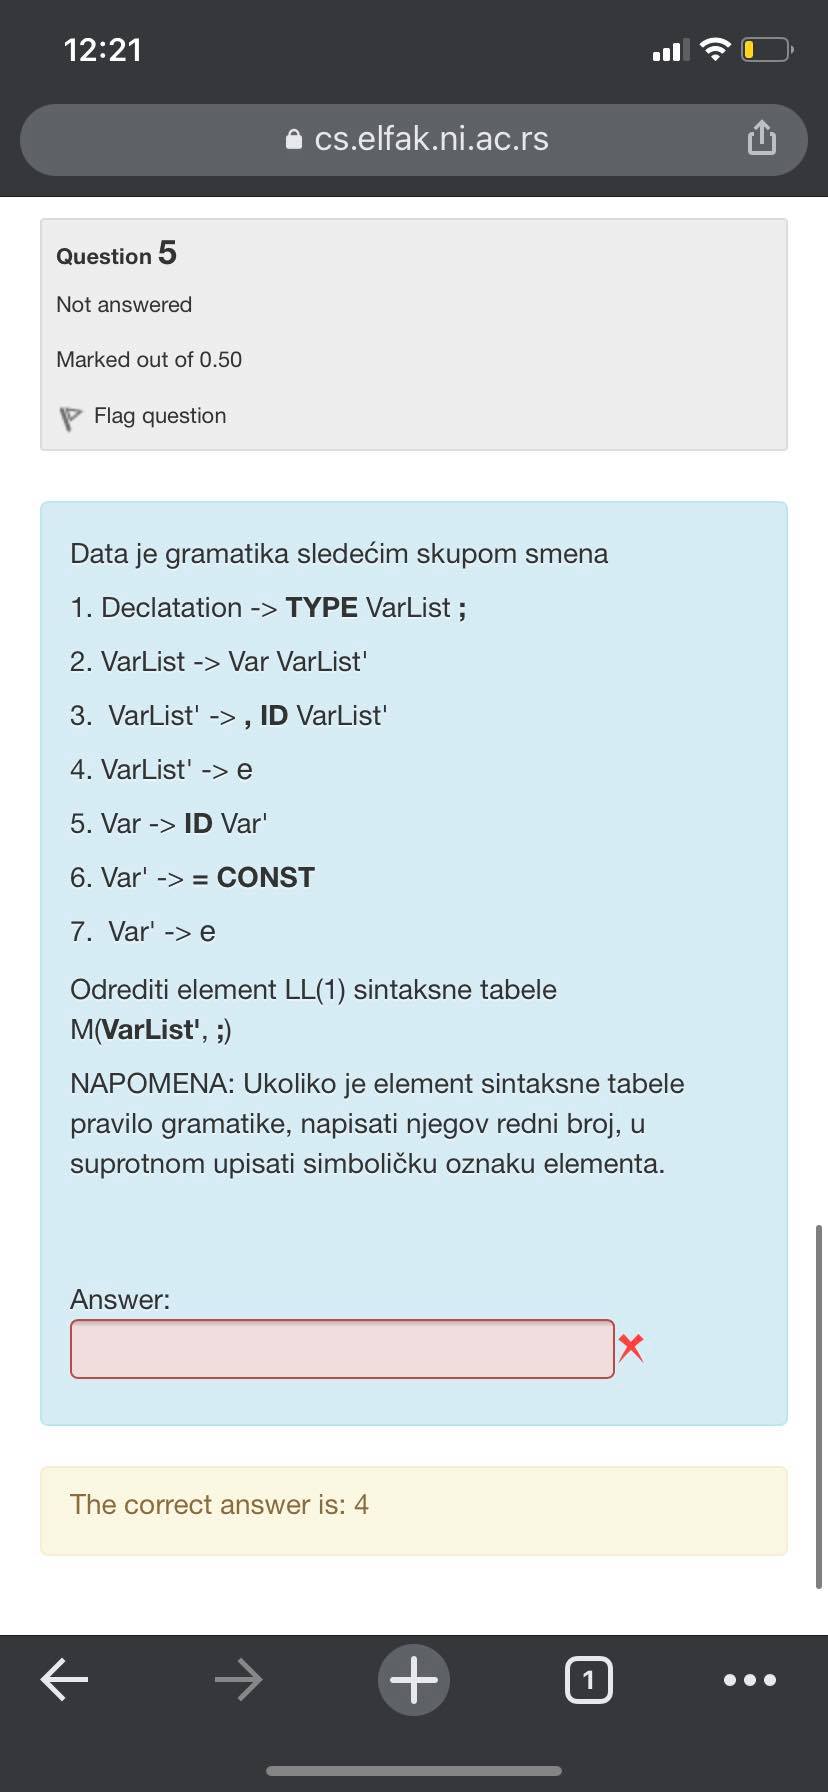 12:21
cs.elfak.ni.ac.rs
Question 5
Not answered
Marked out of 0.50
Flag question
Data je gramatika sledećim skupom smena
1. Declatation -> TYPE VarList ;
2. VarList -> Var VarList'
3. VarList' -> , ID VarList'
4. VarList' -> e
5. Var -> ID Var'
6. Var' -> = CONST
7. Var' -> e
Odrediti element LL(1) sintaksne tabele
M(VarList', ;)
NAPOMENA: Ukoliko je element sintaksne tabele
pravilo gramatike, napisati njegov redni broj, u
suprotnom upisati simboličku oznaku elementa.
Answer:
The correct answer is: 4
1